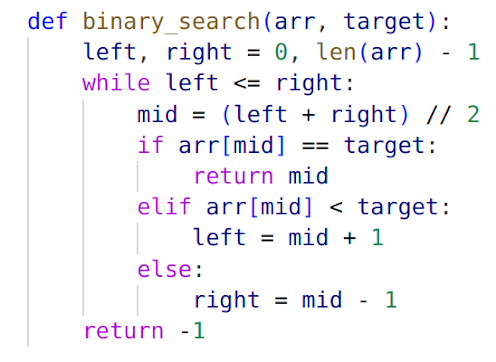 def binary_search(arr, target):
    left, right = 0, len(arr) - 1
    while left <= right:
        mid = (left + right) // 2
        if arr[mid] == target:
            return mid
        elif arr[mid] < target:
            left = mid + 1
        else:
            right = mid - 1
    return -1